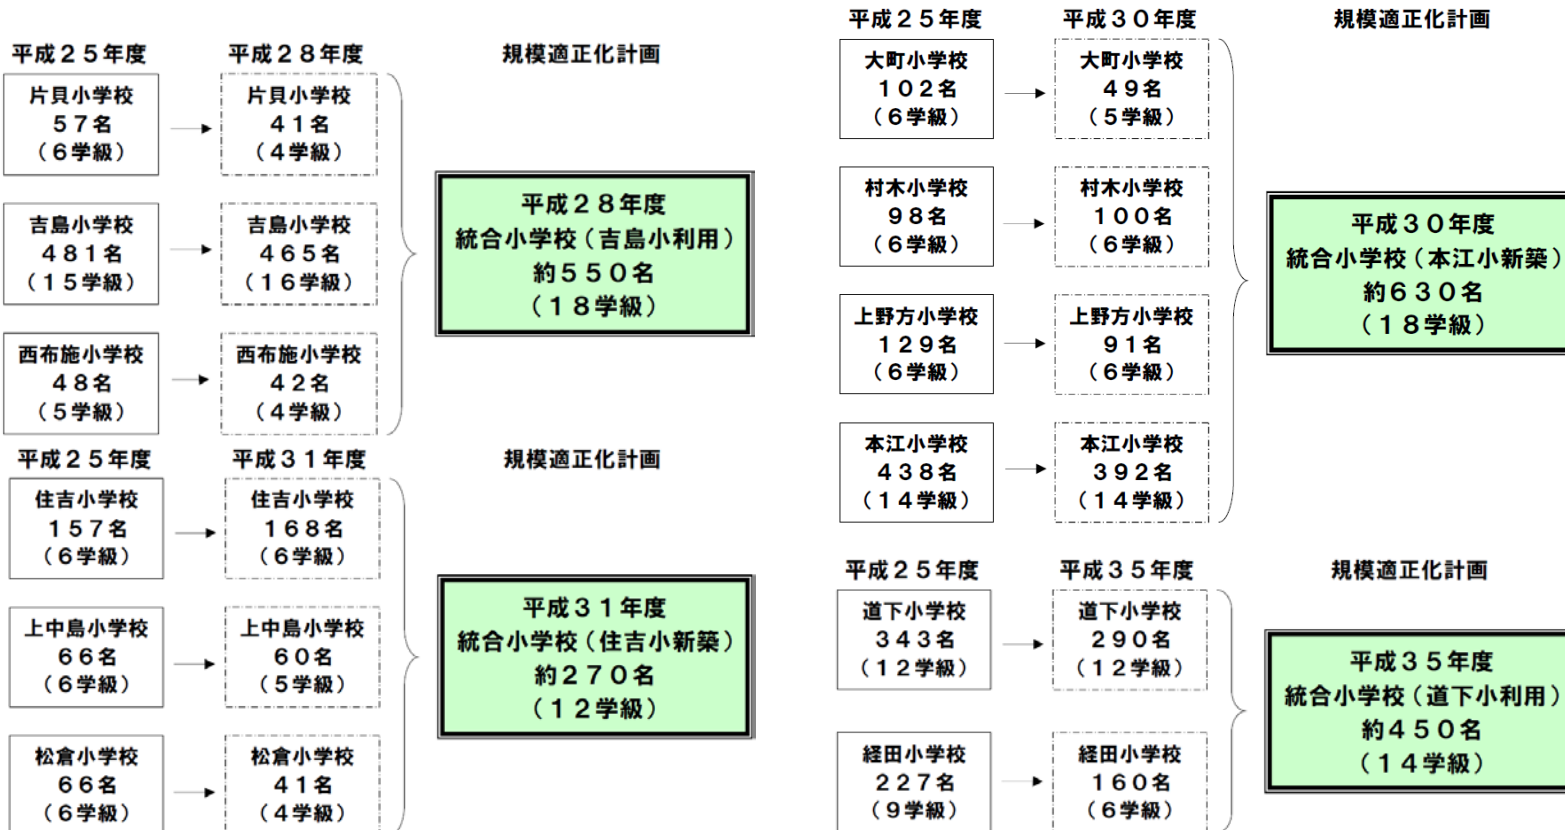 平成２５年度
平成２８年度
規模適正化計画
片貝小学校
５７名
（６学級）
片貝小学校
４１名
（４学級）
吉島小学校
４８１名
（１５学級）
吉島小学校
４６５名
（１６学級）
西布施小学校
４８名
（５学級）
西布施小学校
４２名
（４学級）
平成２８年度
統合小学校（吉島小利用）
約５５０名
（１８学級）
平成２５年度
平成３１年度
規模適正化計画
住吉小学校
１５７名
（６学級）
住吉小学校
１６８名
（６学級）
上中島小学校
６６名
（６学級）
上中島小学校
６０名
（５学級）
松倉小学校
６６名
（６学級）
松倉小学校
４１名
（４学級）
平成３１年度
統合小学校（住吉小新築）
約２７０名
（１２学級）
平成２５年度
平成３０年度
規模適正化計画
大町小学校
１０２名
（６学級）
大町小学校
４９名
（５学級）
村木小学校
９８名
（６学級）
村木小学校
１００名
（６学級）
上野方小学校
１２９名
（６学級）
上野方小学校
９１名
（６学級）
本江小学校
４３８名
（１４学級）
本江小学校
３９２名
（１４学級）
平成３０年度
統合小学校（本江小新築）
約６３０名
（１８学級）
平成２５年度
平成３５年度
規模適正化計画
道下小学校
３４３名
（１２学級）
道下小学校
２９０名
（１２学級）
経田小学校
２２７名
（９学級）
経田小学校
１６０名
（６学級）
平成３５年度
統合小学校（道下小利用）
約４５０名
（１４学級）